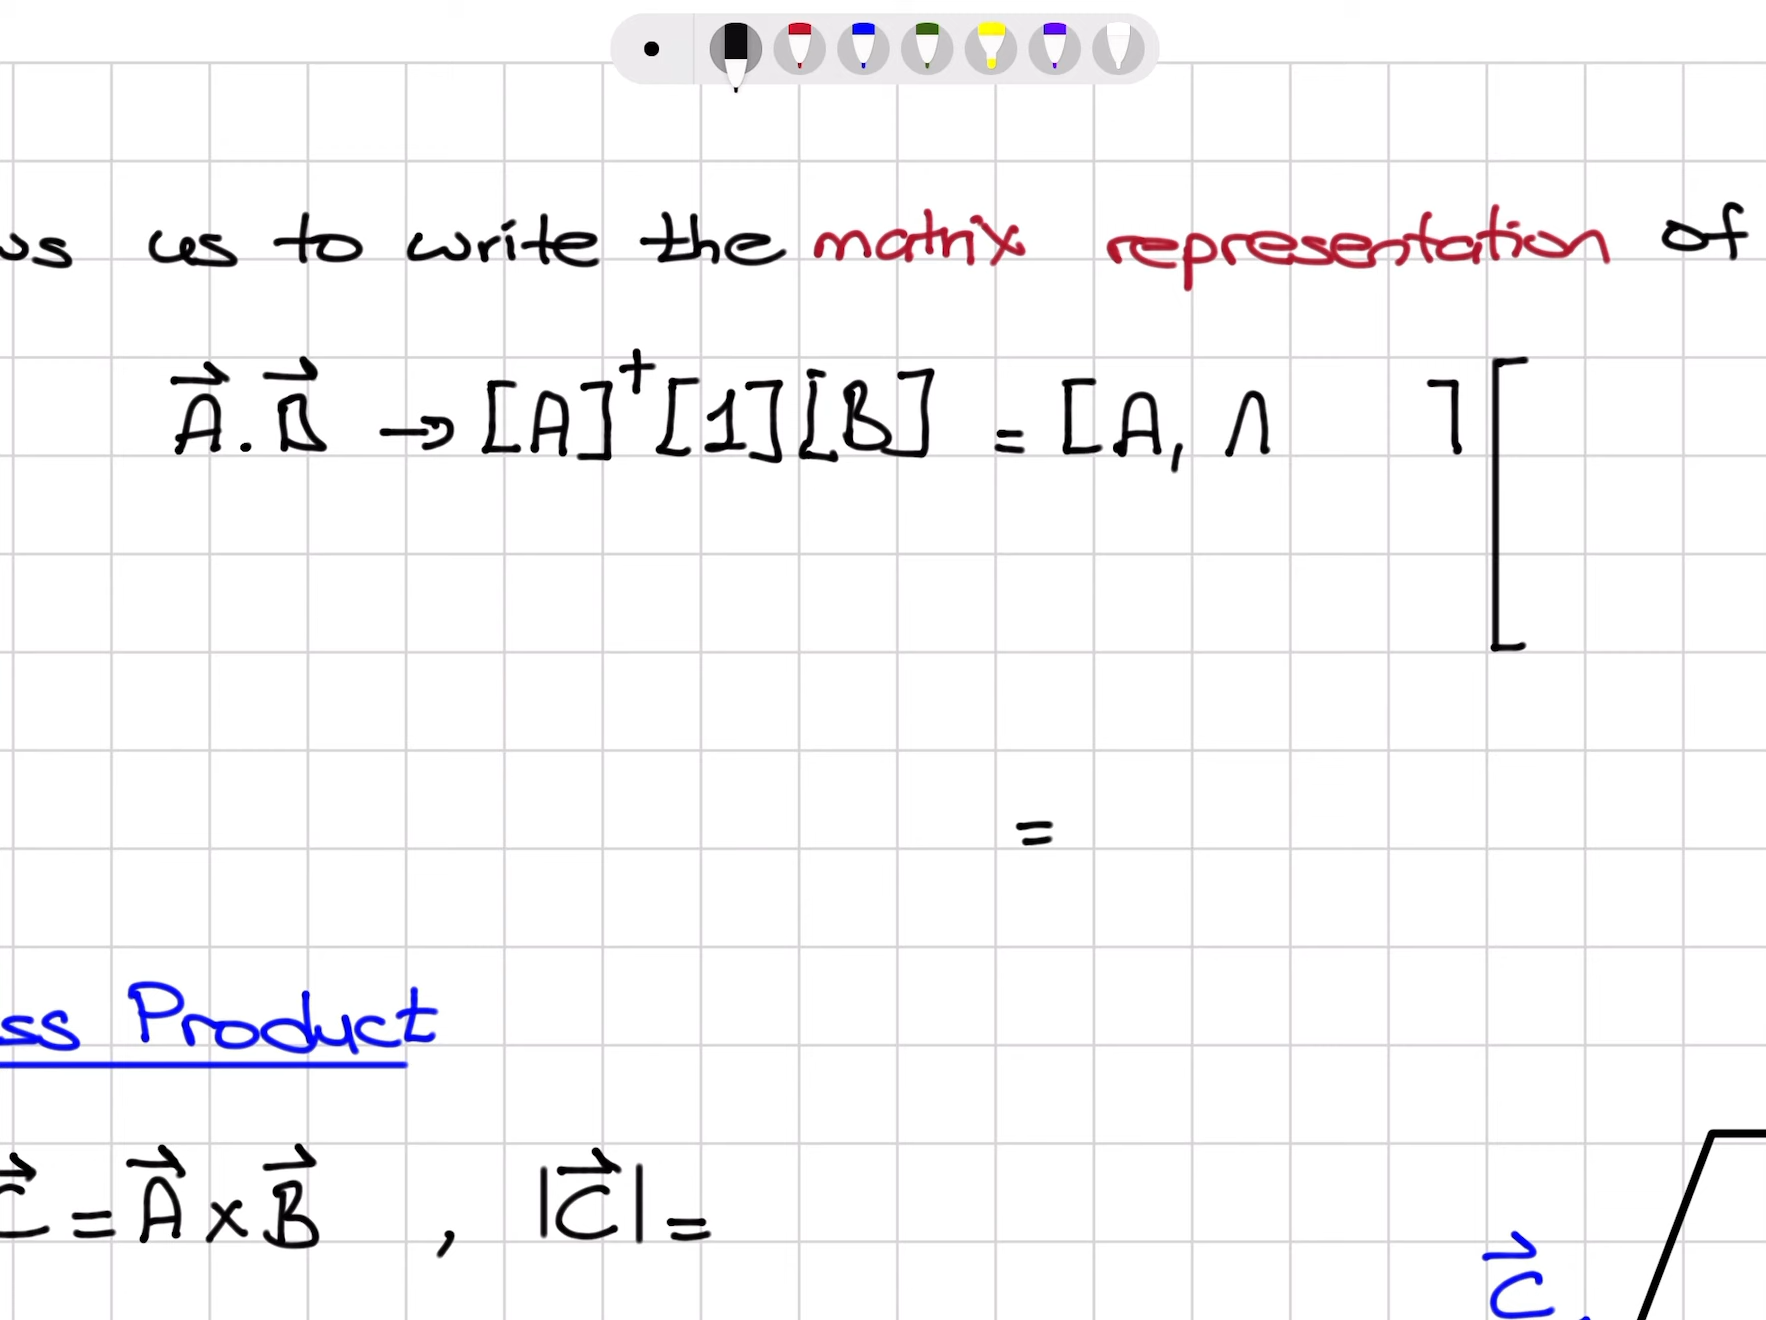 us to write the matrix representation of
A⃗.B⃗ → [A]⁺[1][B] = [A, Λ ][
=
ss Product
C⃗ = A⃗ x B⃗ , |C⃗| =
C⃗